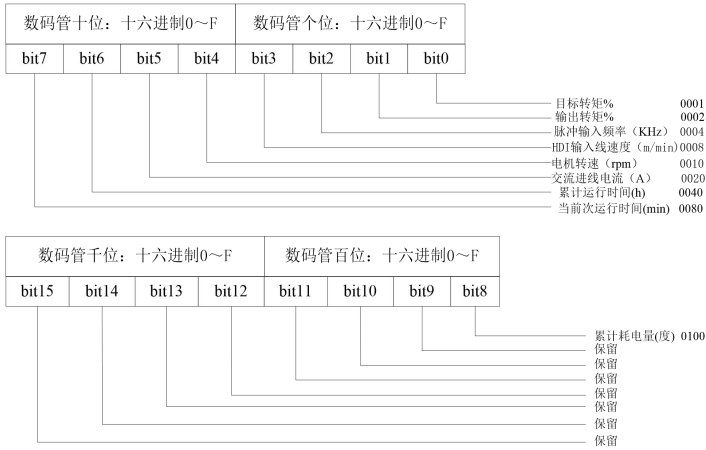 数码管十位：十六进制0～F 数码管个位：十六进制0～F
bit7 bit6 bit5 bit4 bit3 bit2 bit1 bit0
目标转矩% 0001
输出转矩% 0002
脉冲输入频率（KHz）0004
HDI输入线速度（m/min)0008
电机转速（rpm） 0010
交流进线电流（A） 0020
累计运行时间(h) 0040
当前次运行时间(min) 0080
数码管千位：十六进制0～F 数码管百位：十六进制0～F
bit15 bit14 bit13 bit12 bit11 bit10 bit9 bit8
累计耗电量(度) 0100
保留
保留
保留
保留
保留
保留
保留